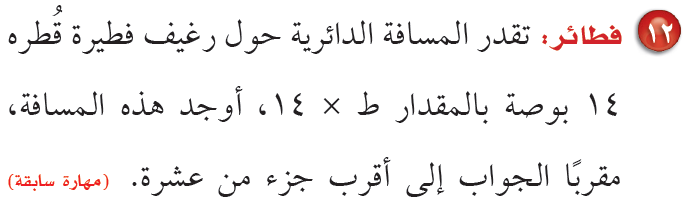 ١٢ فطائر: تقدر المسافة الدائرية حول رغيف فطيرة قُطره
١٤ بوصة بالمقدار ط × ١٤، أوجد هذه المسافة،
مقربًا الجواب إلى أقرب جزء من عشرة. (مهارة سابقة)